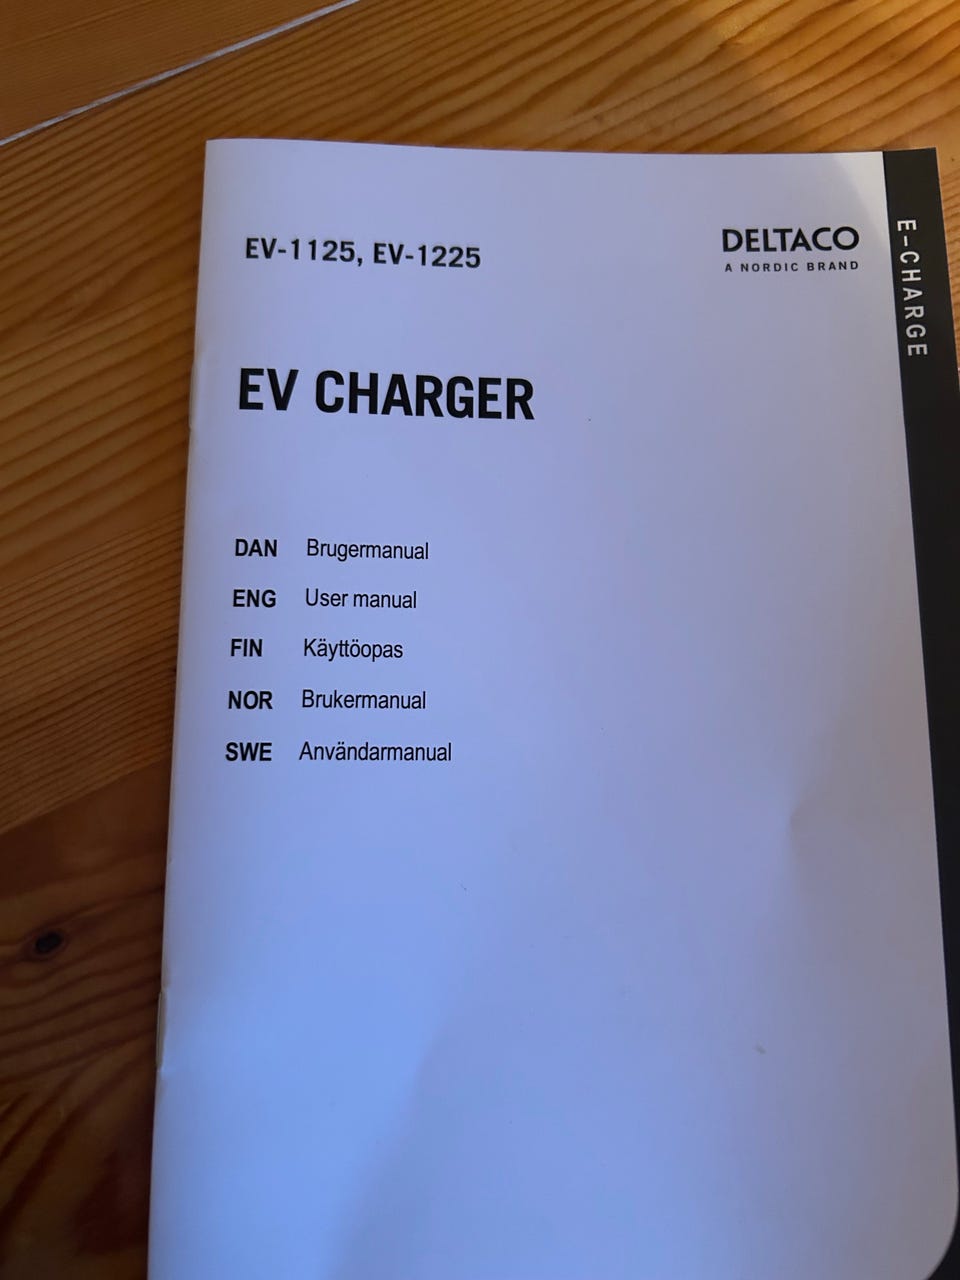 EV-1125, EV-1225
DELTACO
A NORDIC BRAND
E-CHARGE
EV CHARGER
DAN Brugermanual
ENG User manual
FIN Käyttöopas
NOR Brukermanual
SWE Användarmanual